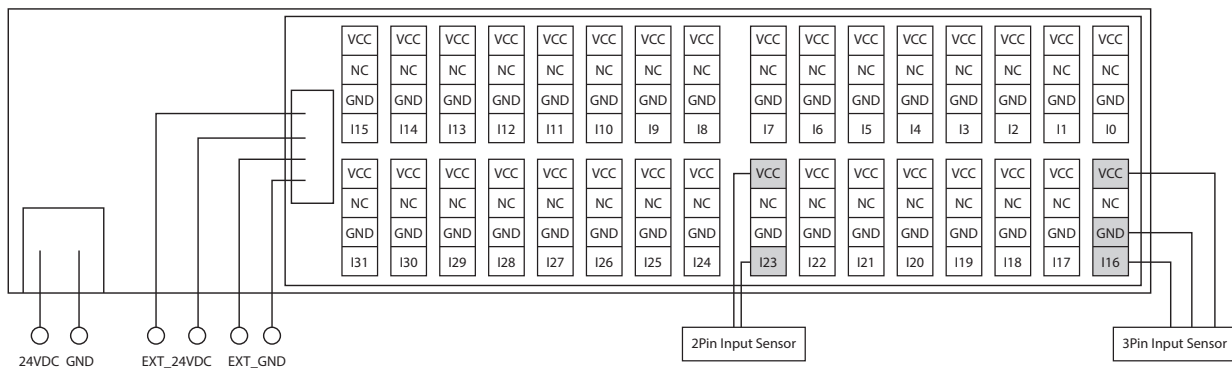 VCC VCC VCC VCC VCC VCC VCC VCC VCC VCC VCC VCC VCC VCC VCC VCC
NC NC NC NC NC NC NC NC NC NC NC NC NC NC NC NC
GND GND GND GND GND GND GND GND GND GND GND GND GND GND GND GND
I15 I14 I13 I12 I11 I10 I9 I8 I7 I6 I5 I4 I3 I2 I1 I0
VCC VCC VCC VCC VCC VCC VCC VCC VCC VCC VCC VCC VCC VCC VCC VCC
NC NC NC NC NC NC NC NC NC NC NC NC NC NC NC NC
GND GND GND GND GND GND GND GND GND GND GND GND GND GND GND GND
I31 I30 I29 I28 I27 I26 I25 I24 I23 I22 I21 I20 I19 I18 I17 I16
2Pin Input Sensor 3Pin Input Sensor
24VDC GND EXT_24VDC EXT_GND